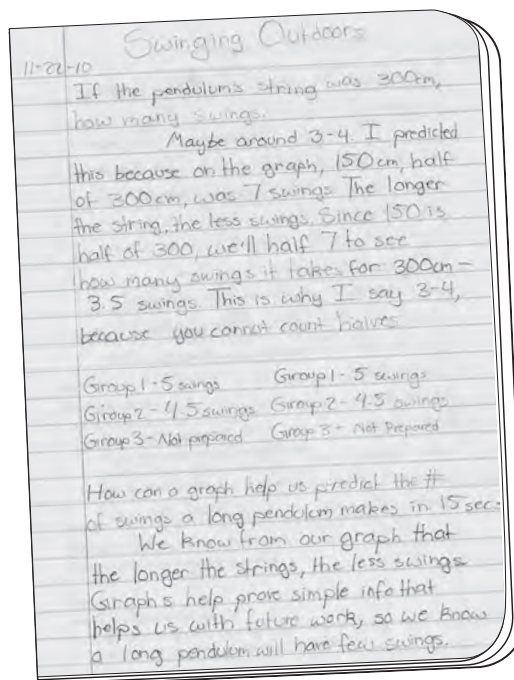 Swinging Outdoors
11-22-10
If the pendulum's string was 300cm,
how many swings.
Maybe around 3-4. I predicted
this because on the graph, 150cm, half
of 300cm, was 7 swings. The longer
the string, the less swings. Since 150 is
half of 300, we'll half 7 to see
how many swings it takes for 300cm -
3.5 swings. This is why I say 3-4,
because you cannot count halves
Group 1 - 5 swings Group 1 - 5 swings
Group 2 - 4.5 swings Group 2 - 4.5 swings
Group 3 - Not prepared Group 3 - Not Prepared
How can a graph help us predict the #
of swings a long pendulum makes in 15 sec.
We know from our graph that
the longer the strings, the less swings.
Graphs help prove simple info that
helps us with future work, so we know
a long pendulum will have few swings.